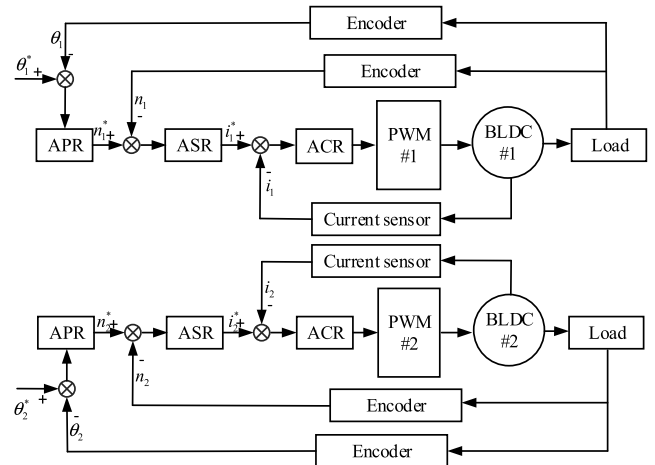 Encoder
θ₁ -
θ₁* +
Encoder
n₁
-
n₁* +
i₁* +
APR
ASR
ACR
PWM
#1
BLDC
#1
Load
-
i₁
Current sensor
Current sensor
i₂
-
n₂* +
i₂* +
APR
ASR
ACR
PWM
#2
BLDC
#2
Load
-
n₂
θ₂* +
-
θ₂
Encoder
Encoder